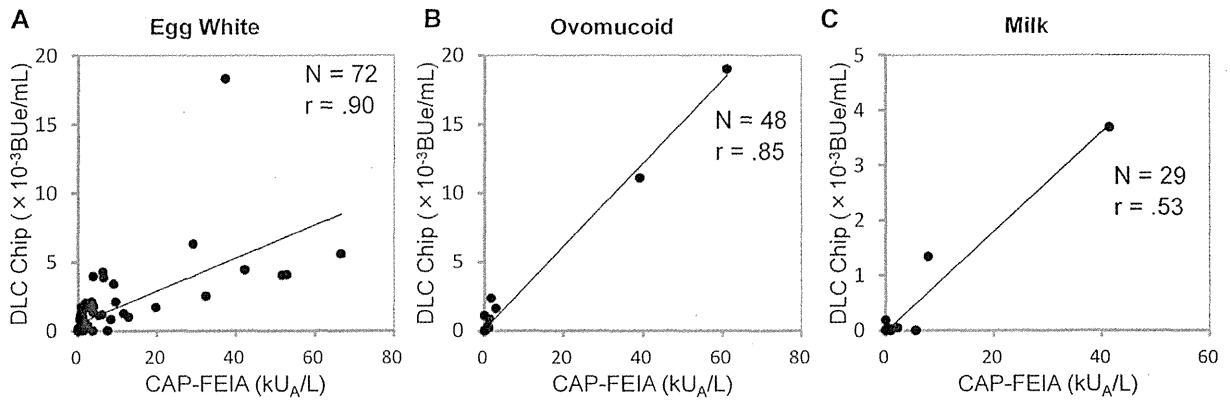 A
Egg White
DLC Chip (×10⁻³BUe/mL)
20
15
10
5
0
N = 72
r = .90
0 20 40 60 80
CAP-FEIA (kU_A/L)
B
Ovomucoid
DLC Chip (×10⁻³BUe/mL)
20
15
10
5
0
N = 48
r = .85
0 20 40 60 80
CAP-FEIA (kU_A/L)
C
Milk
DLC Chip (×10⁻³BUe/mL)
5
4
3
2
1
0
N = 29
r = .53
0 20 40 60
CAP-FEIA (kU_A/L)